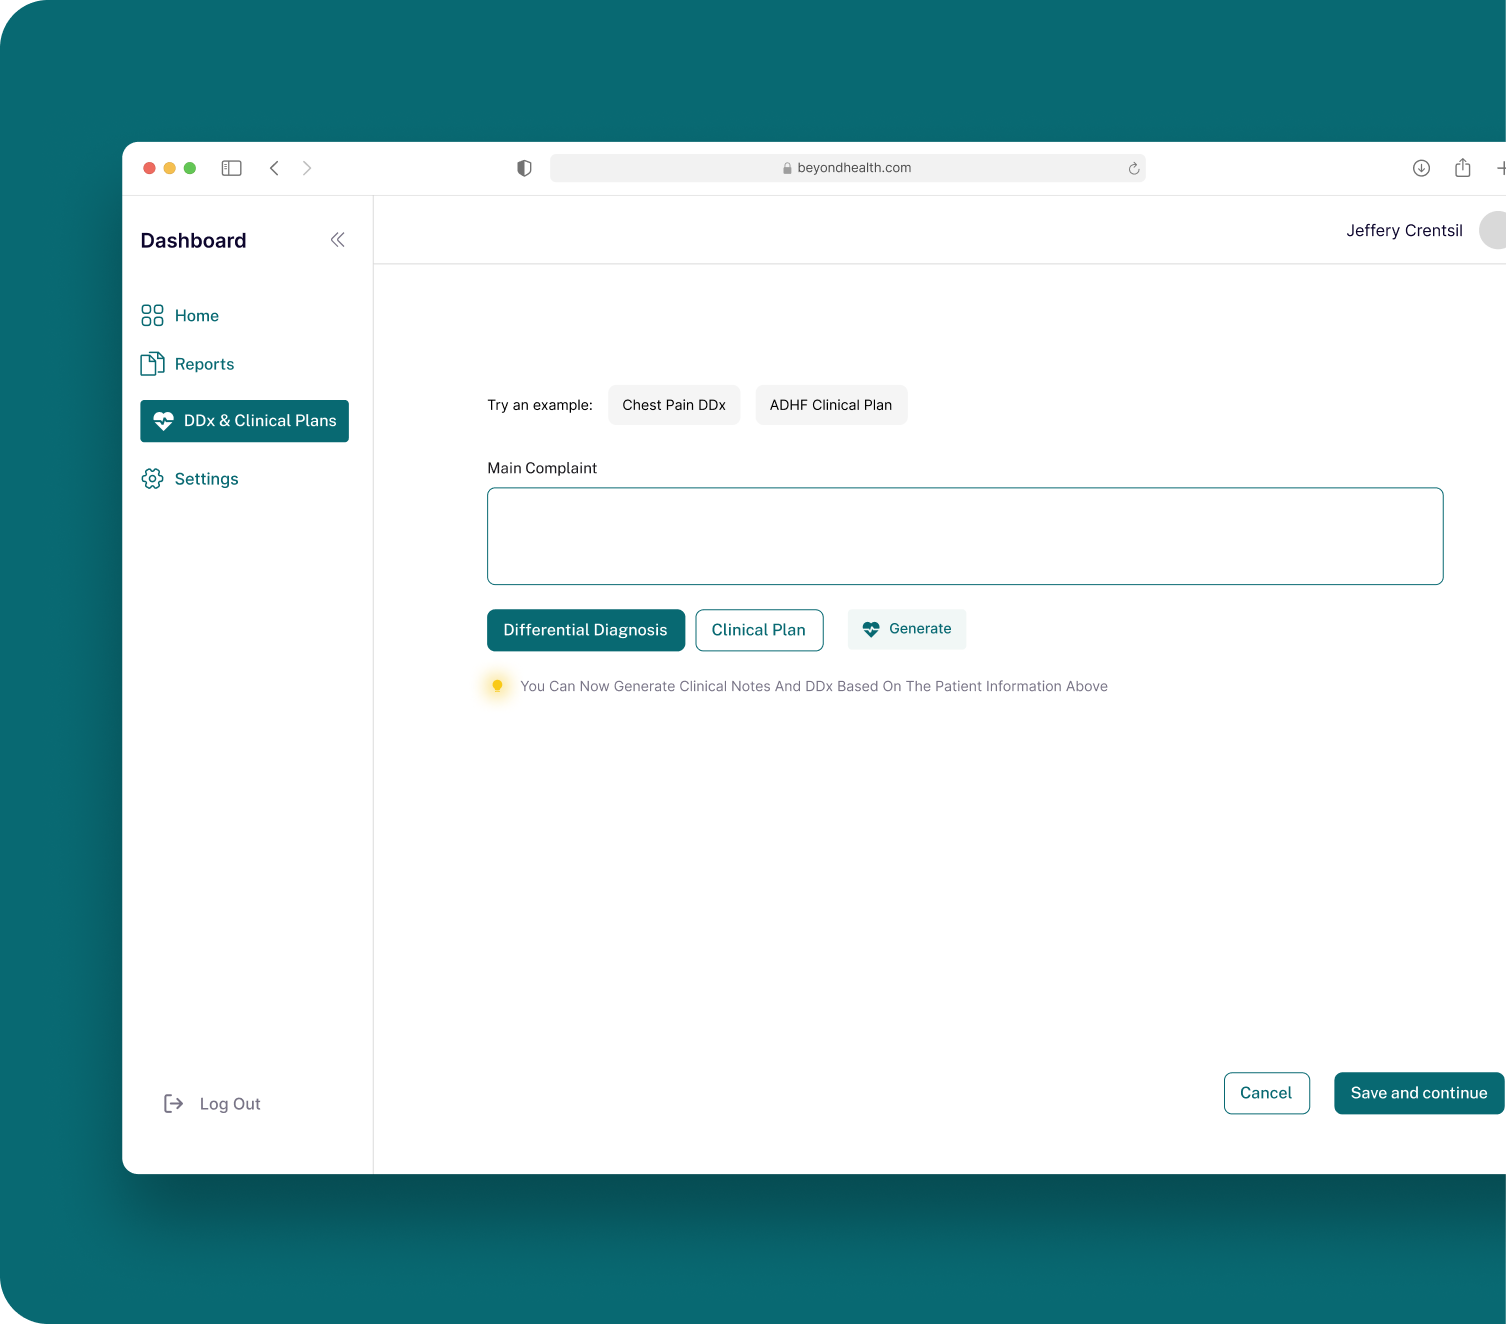 beyondhealth.com
Dashboard
Jeffery Crentsil
Home
Reports
DDx & Clinical Plans
Settings
Try an example:
Chest Pain DDx
ADHF Clinical Plan
Main Complaint
Differential Diagnosis
Clinical Plan
Generate
You Can Now Generate Clinical Notes And DDx Based On The Patient Information Above
Log Out
Cancel
Save and continue